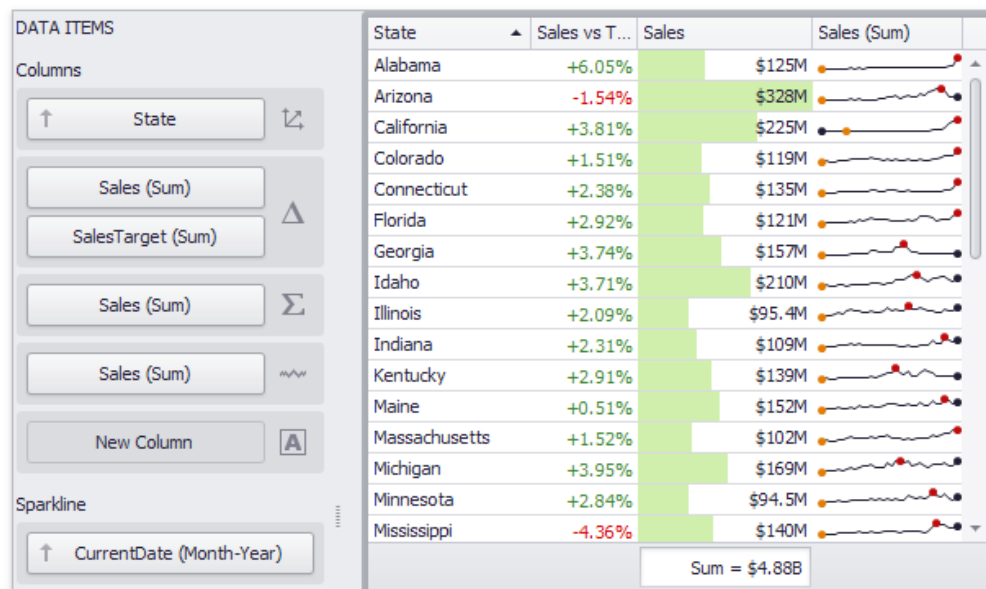 DATA ITEMS
Columns
State
Sales (Sum)
SalesTarget (Sum)
Sales (Sum)
Sales (Sum)
New Column
A
Sparkline
CurrentDate (Month-Year)
State Sales vs T... Sales Sales (Sum)
Alabama +6.05% $125M
Arizona -1.54% $328M
California +3.81% $225M
Colorado +1.51% $119M
Connecticut +2.38% $135M
Florida +2.92% $121M
Georgia +3.74% $157M
Idaho +3.71% $210M
Illinois +2.09% $95.4M
Indiana +2.31% $109M
Kentucky +2.91% $139M
Maine +0.51% $152M
Massachusetts +1.52% $102M
Michigan +3.95% $169M
Minnesota +2.84% $94.5M
Mississippi -4.36% $140M
Sum = $4.88B